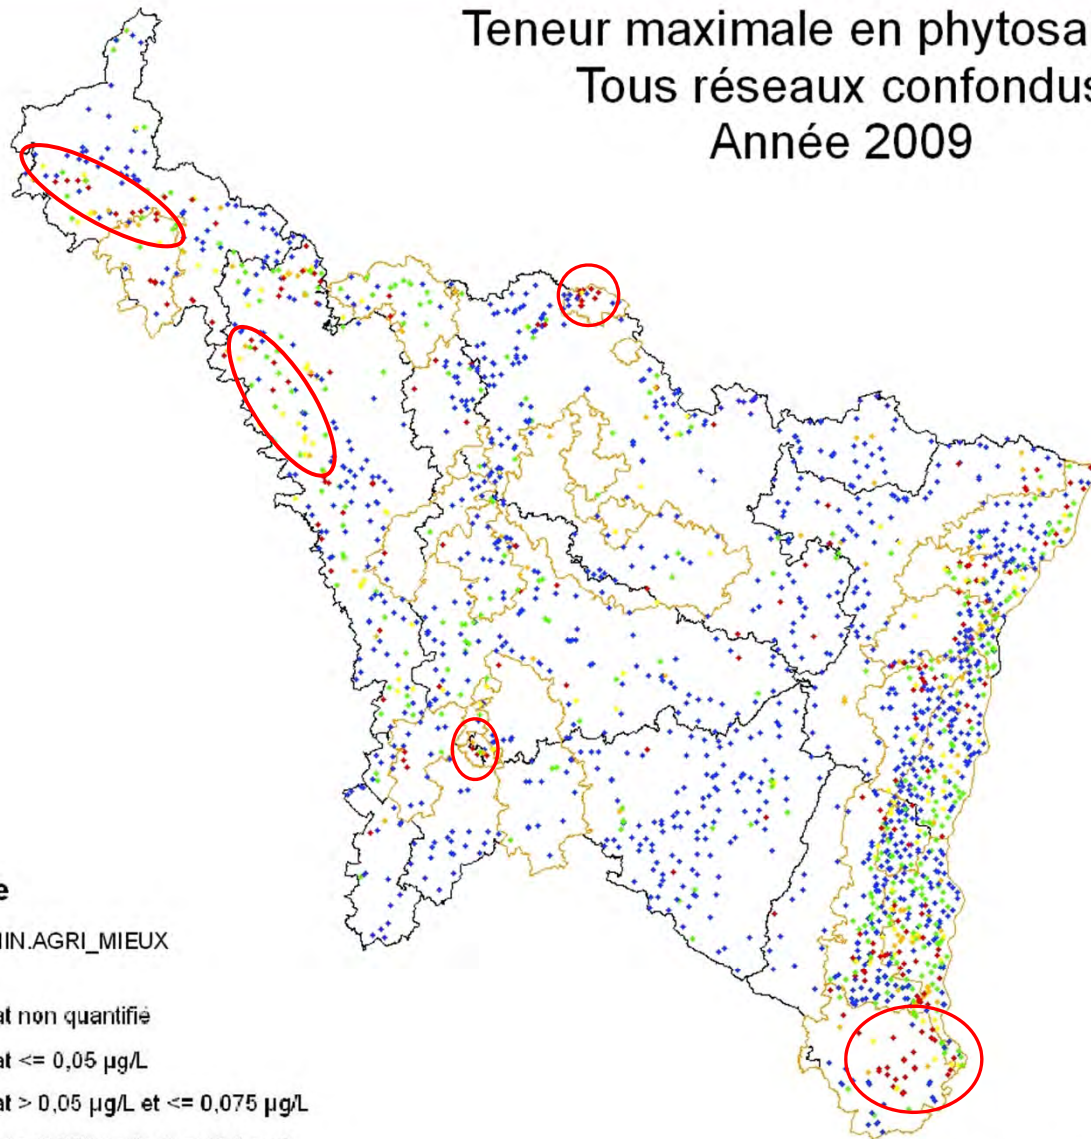 Teneur maximale en phytosa
Tous réseaux confondus
Année 2009
e
IIN.AGRI_MIEUX
at non quantifié
at <= 0,05 µg/L
at > 0,05 µg/L et <= 0,075 µg/L